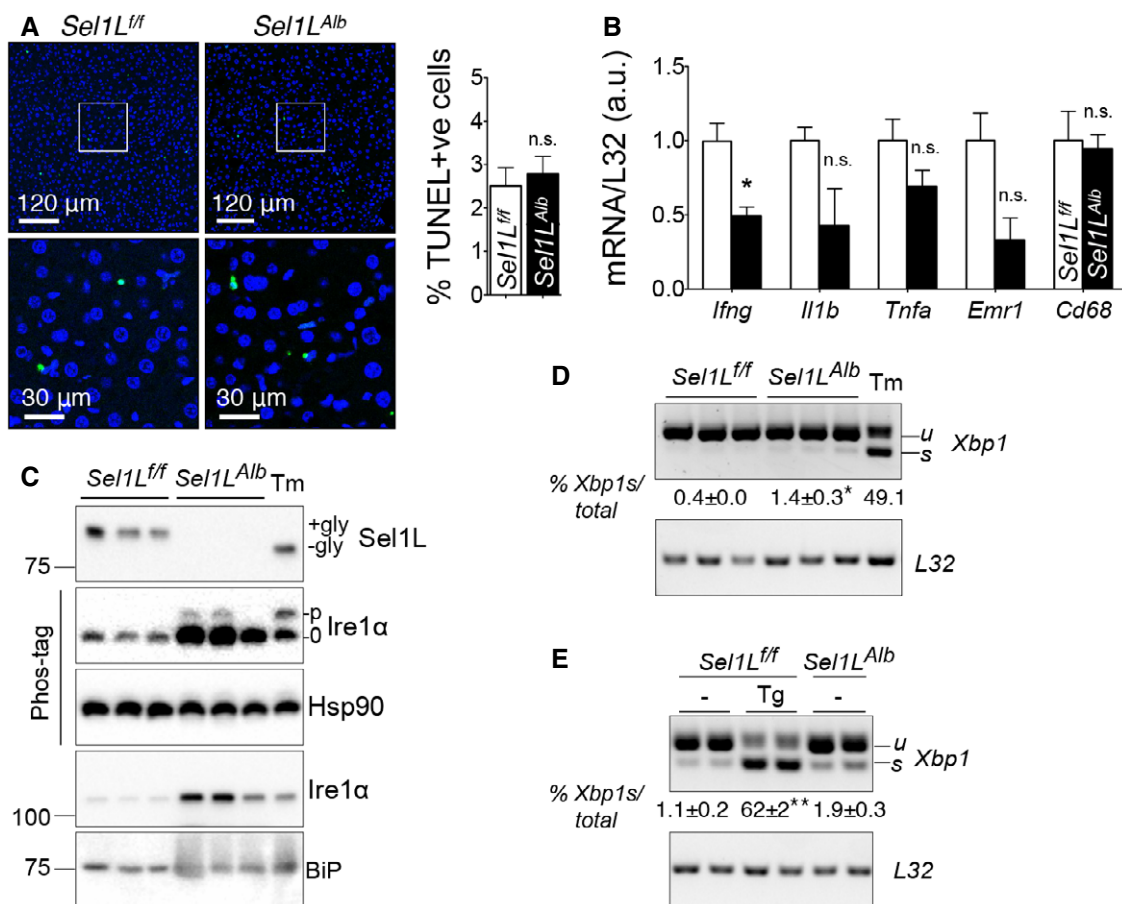 A
Sel1L^f/f
Sel1L^Alb
120 µm
120 µm
30 µm
30 µm
% TUNEL+ve cells
5
4
3
2
1
0
n.s.
Sel1L^f/f
Sel1L^Alb
B
mRNA/L32 (a.u.)
1.0
0.5
0.0
*
n.s.
n.s.
n.s.
n.s.
Sel1L^f/f
Sel1L^Alb
Ifng Il1b Tnfa Emr1 Cd68
C
Sel1L^f/f Sel1L^Alb Tm
+gly
-gly
Sel1L
75
Phos-tag
-p
-0
Ire1α
Hsp90
Ire1α
100
75
BiP
D
Sel1L^f/f Sel1L^Alb Tm
u
s
Xbp1
% Xbp1s/
total
0.4±0.0 1.4±0.3* 49.1
L32
E
Sel1L^f/f Sel1L^Alb
- Tg -
u
s
Xbp1
% Xbp1s/
total
1.1±0.2 62±2** 1.9±0.3
L32